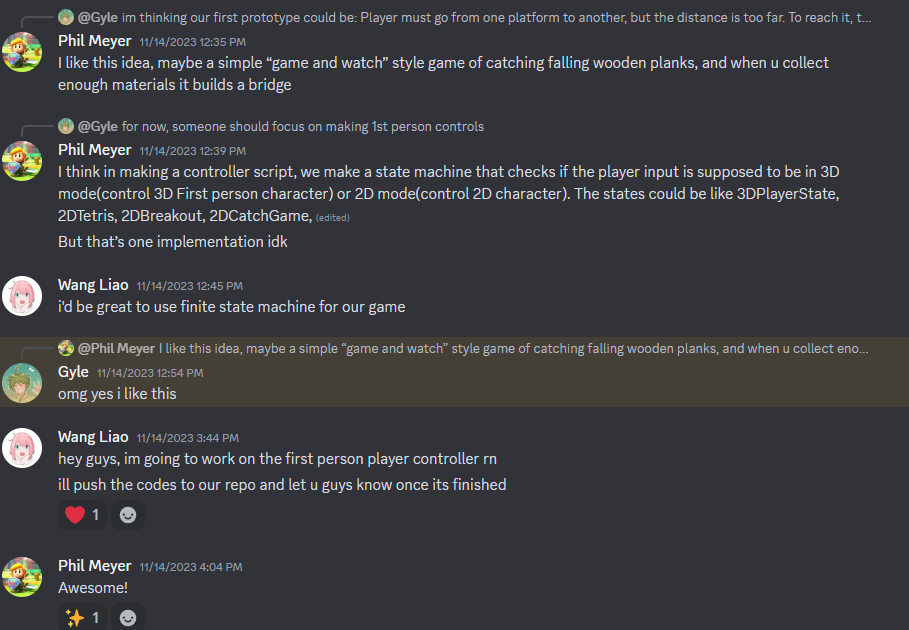 @Gyle im thinking our first prototype could be: Player must go from one platform to another, but the distance is too far. To reach it, t...
Phil Meyer 11/14/2023 12:35 PM
I like this idea, maybe a simple “game and watch” style game of catching falling wooden planks, and when u collect
enough materials it builds a bridge
@Gyle for now, someone should focus on making 1st person controls
Phil Meyer 11/14/2023 12:39 PM
I think in making a controller script, we make a state machine that checks if the player input is supposed to be in 3D
mode(control 3D First person character) or 2D mode(control 2D character). The states could be like 3DPlayerState,
2DTetris, 2DBreakout, 2DCatchGame, (edited)
But that’s one implementation idk
Wang Liao 11/14/2023 12:45 PM
i'd be great to use finite state machine for our game
@Phil Meyer I like this idea, maybe a simple “game and watch” style game of catching falling wooden planks, and when u collect eno...
Gyle 11/14/2023 12:54 PM
omg yes i like this
Wang Liao 11/14/2023 3:44 PM
hey guys, im going to work on the first person player controller rn
ill push the codes to our repo and let u guys know once its finished
1
Phil Meyer 11/14/2023 4:04 PM
Awesome!
1